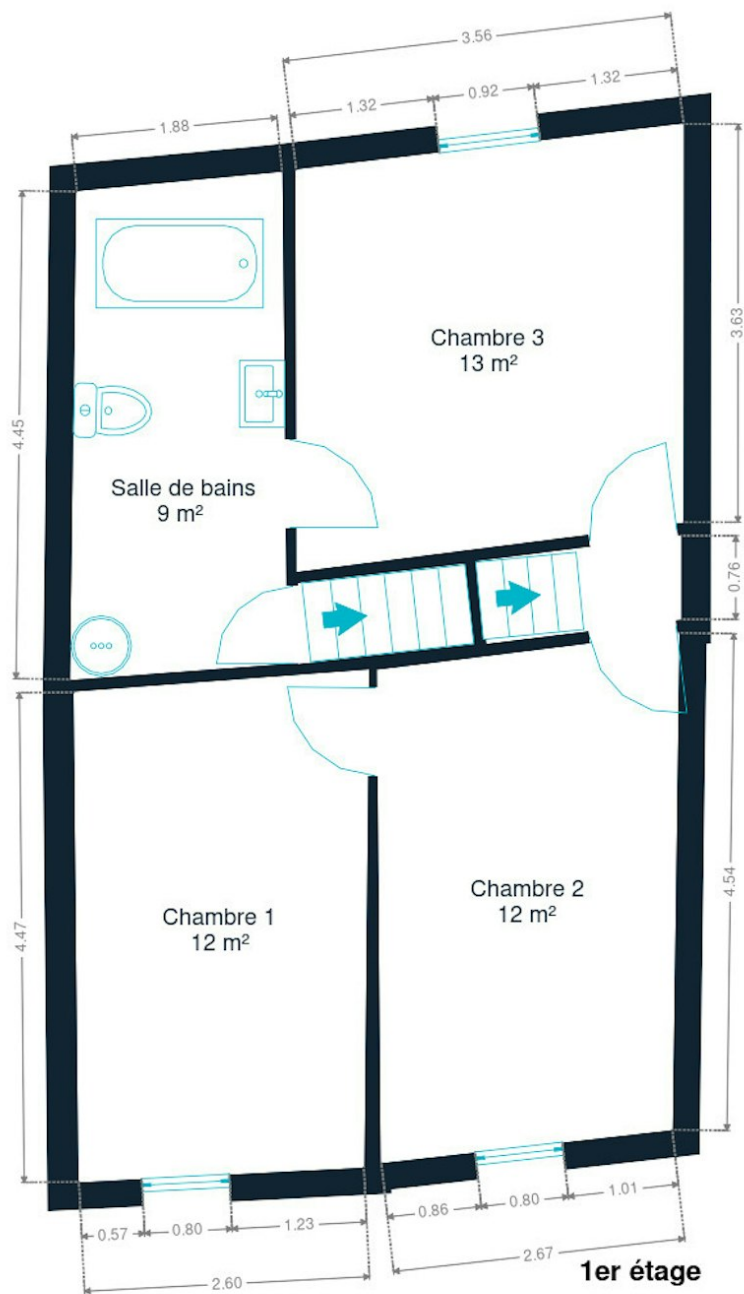 3.56
1.32
0.92
1.32
1.88
3.63
Chambre 3
13 m²
4.45
Salle de bains
9 m²
0.76
4.54
Chambre 2
12 m²
Chambre 1
12 m²
4.47
0.57
0.80
1.23
0.86
0.80
1.01
2.60
2.67
1er étage